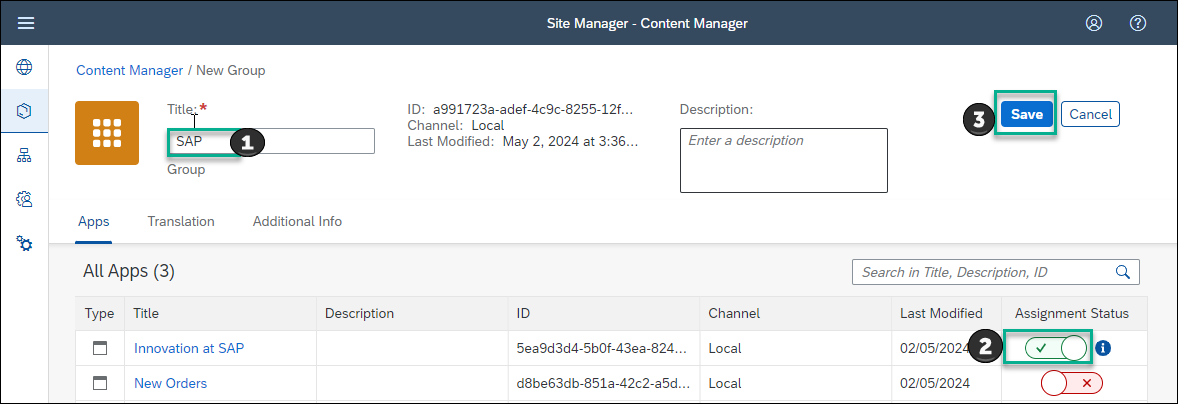 Site Manager - Content Manager
Content Manager / New Group
Title: *
SAP
1
Group
ID: a991723a-adef-4c9c-8255-12f...
Channel: Local
Last Modified: May 2, 2024 at 3:36...
Description:
Enter a description
3
Save
Cancel
Apps
Translation
Additional Info
All Apps (3)
Search in Title, Description, ID
Type Title Description ID Channel Last Modified Assignment Status
Innovation at SAP 5ea9d3d4-5b0f-43ea-824... Local 02/05/2024 2
New Orders d8be63db-851a-42c2-a5d... Local 02/05/2024